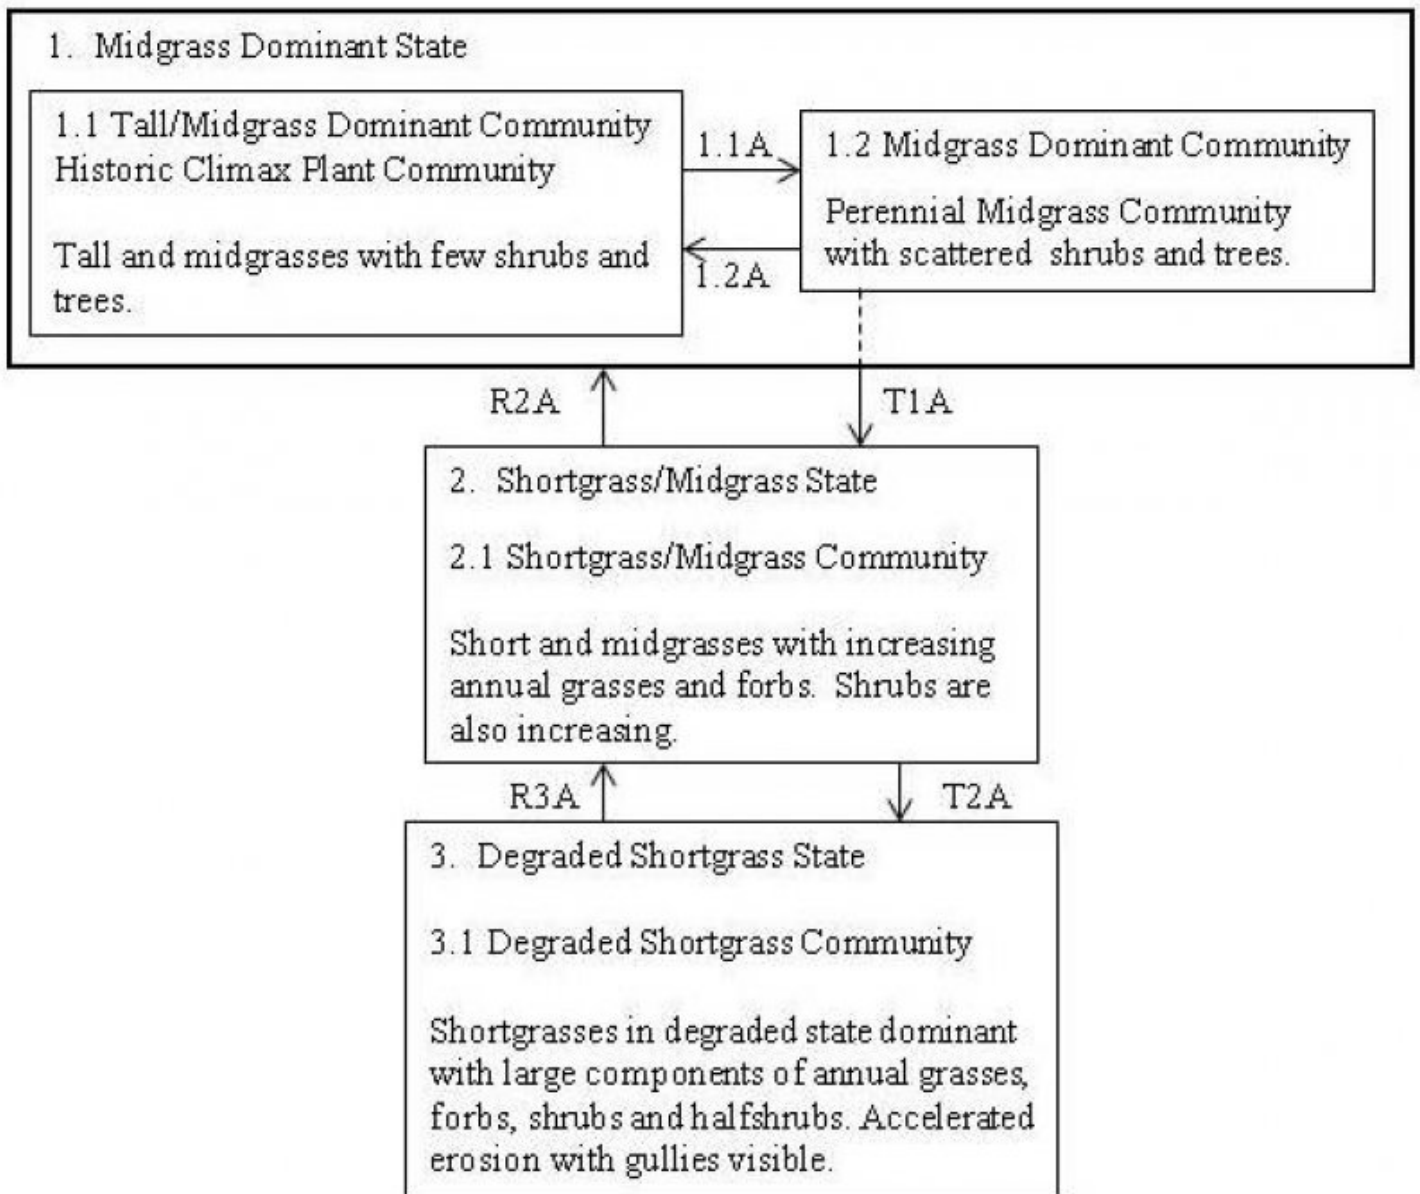 1. Midgrass Dominant State
1.1 Tall/Midgrass Dominant Community
Historic Climax Plant Community
Tall and midgrasses with few shrubs and
trees.
1.1A
1.2A
1.2 Midgrass Dominant Community
Perennial Midgrass Community
with scattered shrubs and trees.
R2A
T1A
2. Shortgrass/Midgrass State
2.1 Shortgrass/Midgrass Community
Short and midgrasses with increasing
annual grasses and forbs. Shrubs are
also increasing.
R3A
T2A
3. Degraded Shortgrass State
3.1 Degraded Shortgrass Community
Shortgrasses in degraded state dominant
with large components of annual grasses,
forbs, shrubs and halfshrubs. Accelerated
erosion with gullies visible.